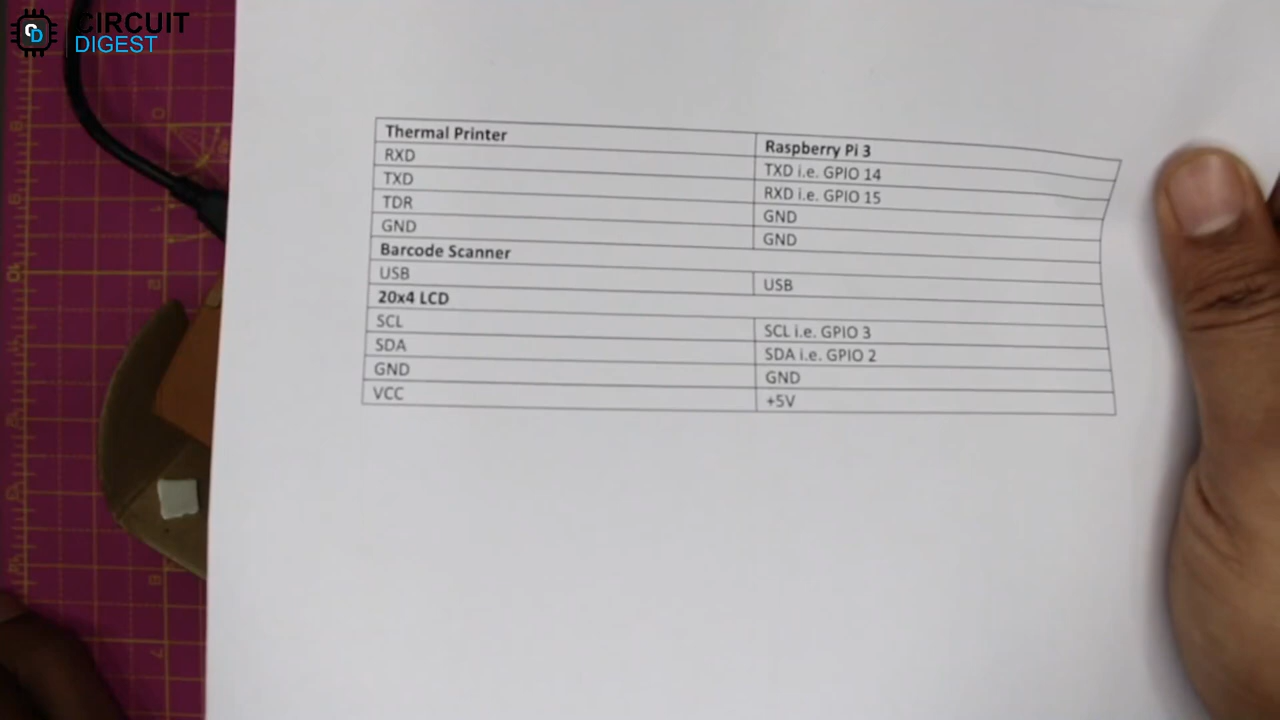 CIRCUIT
DIGEST
Thermal Printer Raspberry Pi 3
RXD TXD i.e. GPIO 14
TXD RXD i.e. GPIO 15
TDR GND
GND GND
Barcode Scanner
USB USB
20x4 LCD
SCL SCL i.e. GPIO 3
SDA SDA i.e. GPIO 2
GND GND
VCC +5V